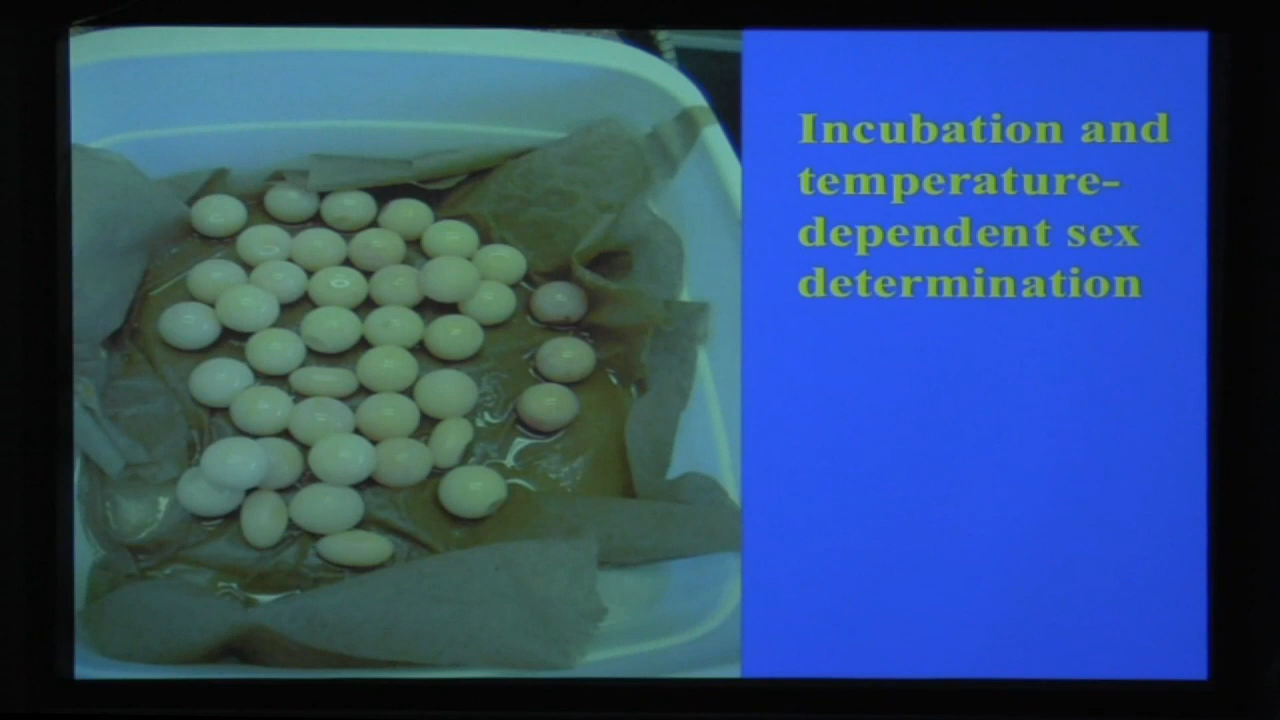 Incubation and
temperature-
dependent sex
determination